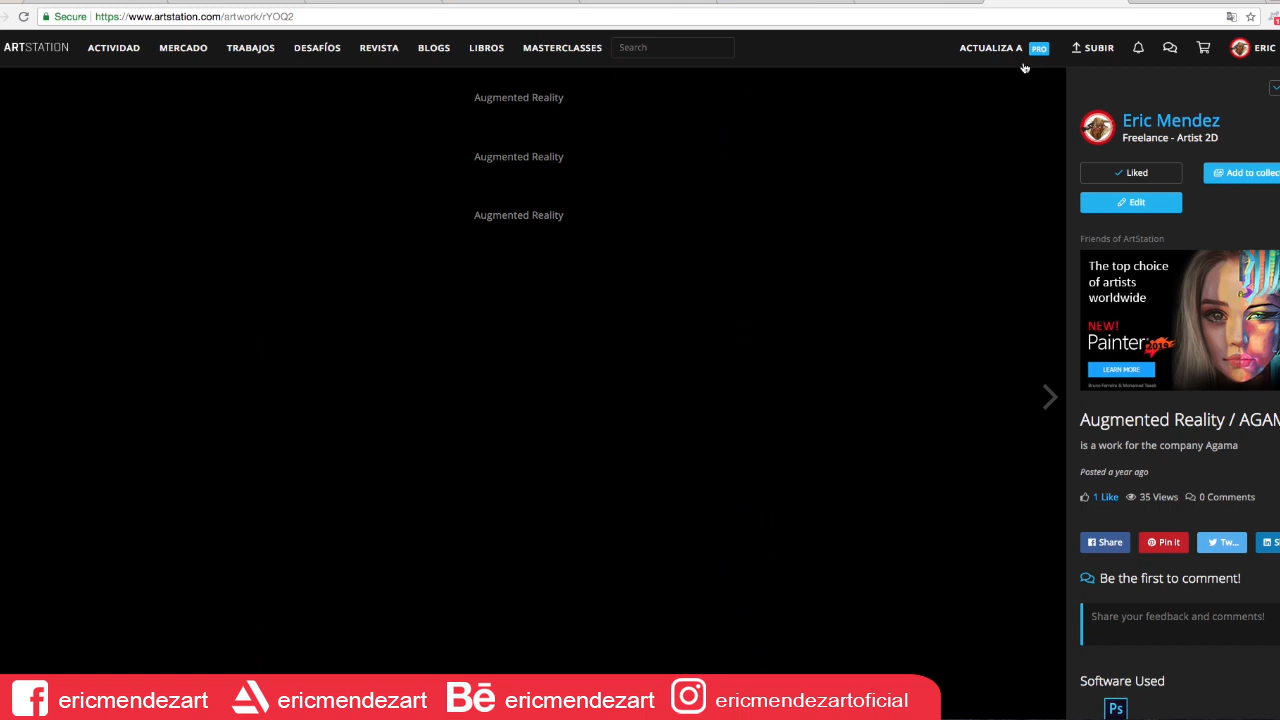 Secure https://www.artstation.com/artwork/rYOQ2
ARTSTATION ACTIVIDAD MERCADO TRABAJOS DESAFÍOS REVISTA BLOGS LIBROS MASTERCLASSES Search ACTUALIZA A PRO SUBIR ERIC
Augmented Reality
Augmented Reality
Augmented Reality
Eric Mendez
Freelance - Artist 2D
Liked Add to collec
Edit
Friends of ArtStation
The top choice
of artists
worldwide
NEW!
Painter 2019
LEARN MORE
Augmented Reality / AGAM
is a work for the company Agama
Posted a year ago
1 Like 35 Views 0 Comments
Share Pin it Tw... S
Be the first to comment!
Share your feedback and comments!
Software Used
Ps
ericmendezart ericmendezart Bē ericmendezart ericmendezartoficial